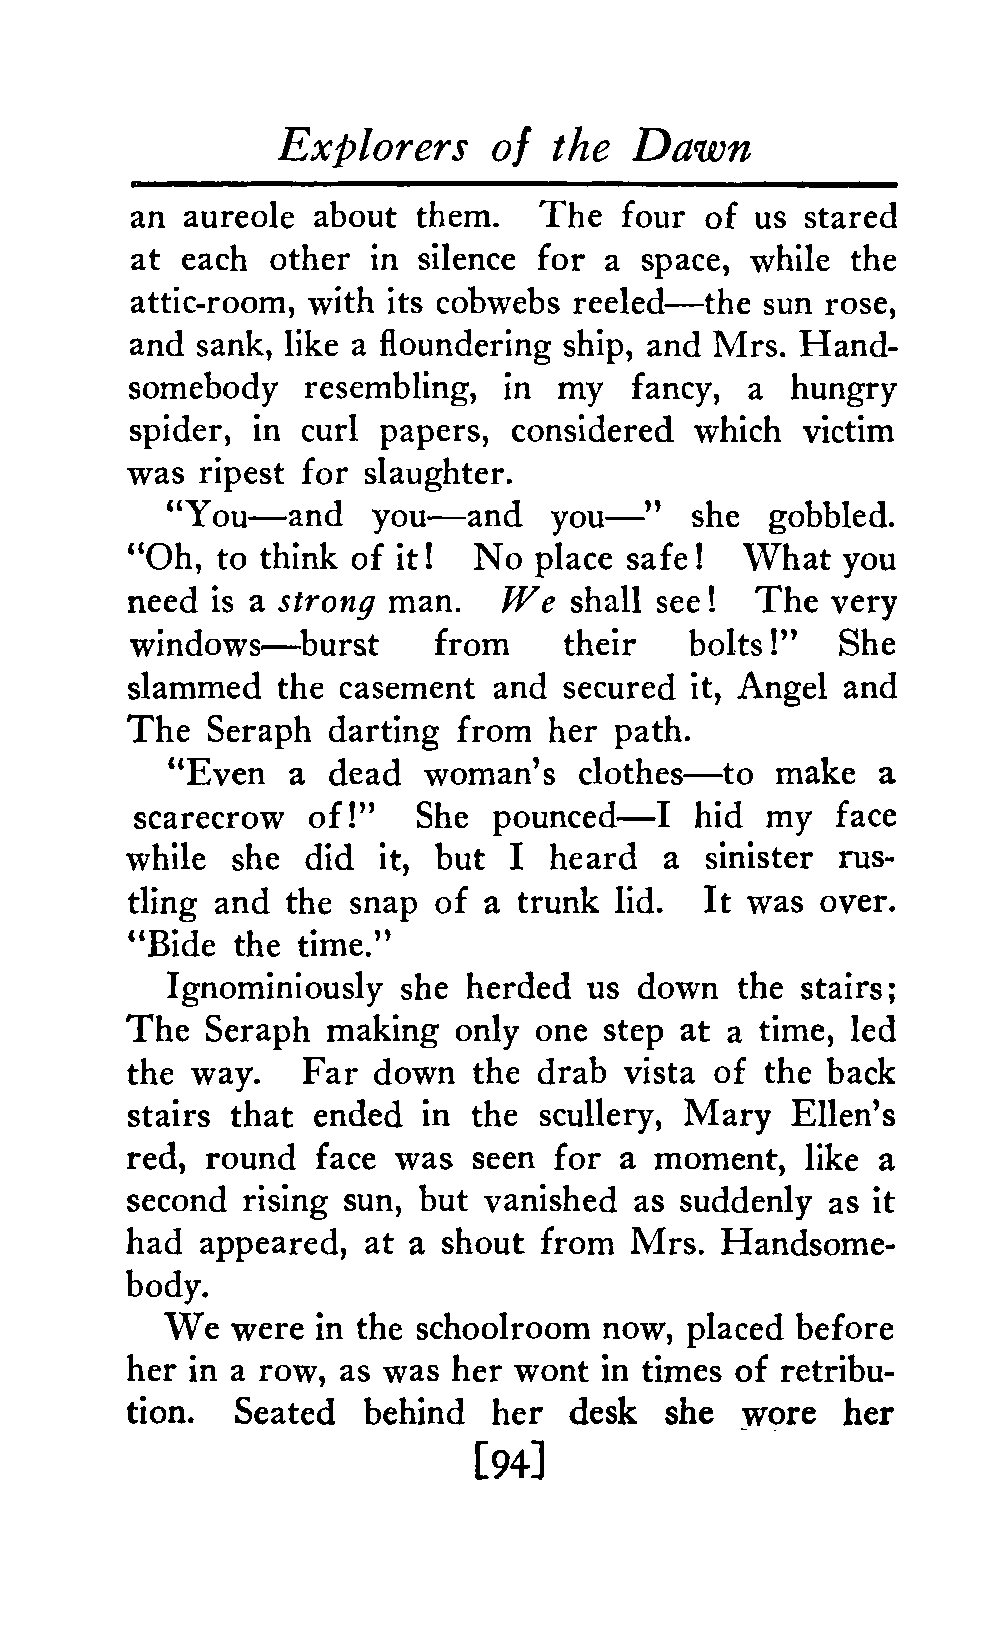 Explorers of the Dawn
an aureole about them. The four of us stared
at each other in silence for a space, while the
attic-room, with its cobwebs reeled—the sun rose,
and sank, like a floundering ship, and Mrs. Hand-
somebody resembling, in my fancy, a hungry
spider, in curl papers, considered which victim
was ripest for slaughter.
"You—and you—and you—" she gobbled.
"Oh, to think of it! No place safe! What you
need is a strong man. We shall see! The very
windows—burst from their bolts!" She
slammed the casement and secured it, Angel and
The Seraph darting from her path.
"Even a dead woman's clothes—to make a
scarecrow of!" She pounced—I hid my face
while she did it, but I heard a sinister rus-
tling and the snap of a trunk lid. It was over.
"Bide the time."
Ignominiously she herded us down the stairs;
The Seraph making only one step at a time, led
the way. Far down the drab vista of the back
stairs that ended in the scullery, Mary Ellen's
red, round face was seen for a moment, like a
second rising sun, but vanished as suddenly as it
had appeared, at a shout from Mrs. Handsome-
body.
We were in the schoolroom now, placed before
her in a row, as was her wont in times of retribu-
tion. Seated behind her desk she wore her
[94]